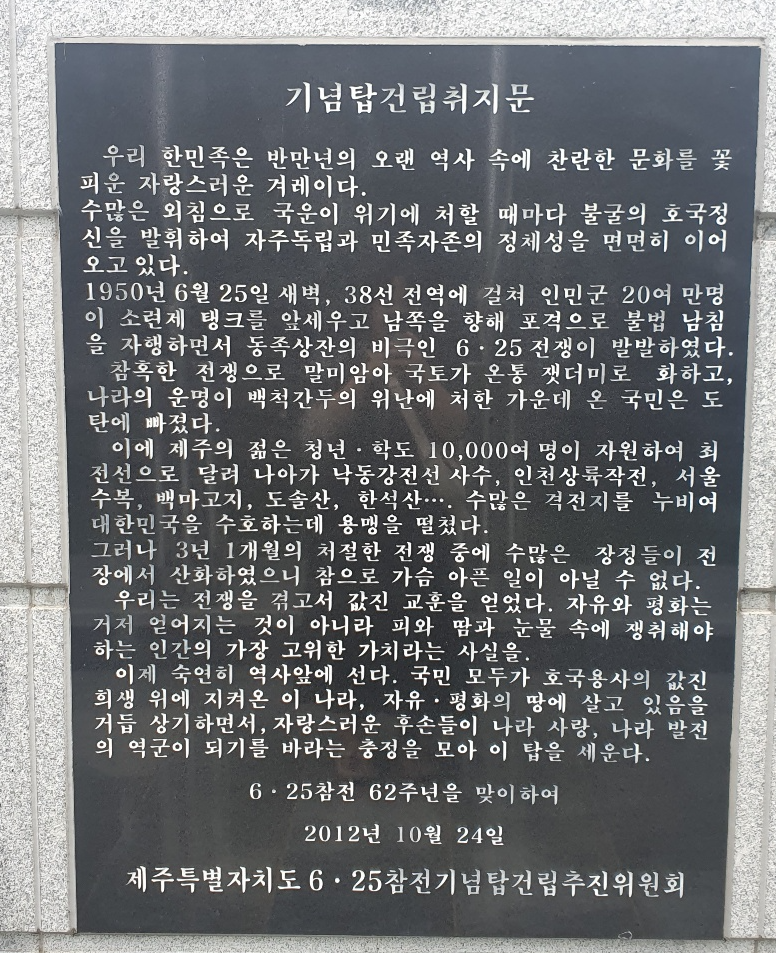 기념탑건립취지문
우리 한민족은 반만년의 오랜 역사 속에 찬란한 문화를 꽃
피운 자랑스러운 겨레이다.
수많은 외침으로 국운이 위기에 처할 때마다 불굴의 호국정
신을 발휘하여 자주독립과 민족자존의 정체성을 면면히 이어
오고 있다.
1950년 6월 25일 새벽, 38선 전역에 걸쳐 인민군 20여 만명
이 소련제 탱크를 앞세우고 남쪽을 향해 포격으로 불법 남침
을 자행하면서 동족상잔의 비극인 6·25 전쟁이 발발하였다.
참혹한 전쟁으로 말미암아 국토가 온통 잿더미로 화하고,
나라의 운명이 백척간두의 위난에 처한 가운데 온 국민은 도
탄에 빠졌다.
이에 제주의 젊은 청년·학도 10,000여 명이 자원하여 최
전선으로 달려 나아가 낙동강전선 사수, 인천상륙작전, 서울
수복, 백마고지, 도솔산, 한석산…. 수많은 격전지를 누비며
대한민국을 수호하는데 용맹을 떨쳤다.
그러나 3년 1개월의 처절한 전쟁 중에 수많은 장정들이 전
장에서 산화하였으니 참으로 가슴 아픈 일이 아닐 수 없다.
우리는 전쟁을 겪고서 값진 교훈을 얻었다. 자유와 평화는
거저 얻어지는 것이 아니라 피와 땀과 눈물 속에 쟁취해야
하는 인간의 가장 고위한 가치라는 사실을.
이제 숙연히 역사앞에 선다. 국민 모두가 호국용사의 값진
희생 위에 지켜온 이 나라, 자유·평화의 땅에 살고 있음을
거듭 상기하면서, 자랑스러운 후손들이 나라 사랑, 나라 발전
의 역군이 되기를 바라는 충정을 모아 이 탑을 세운다.
6·25참전 62주년을 맞이하여
2012년 10월 24일
제주특별자치도 6·25참전기념탑건립추진위원회